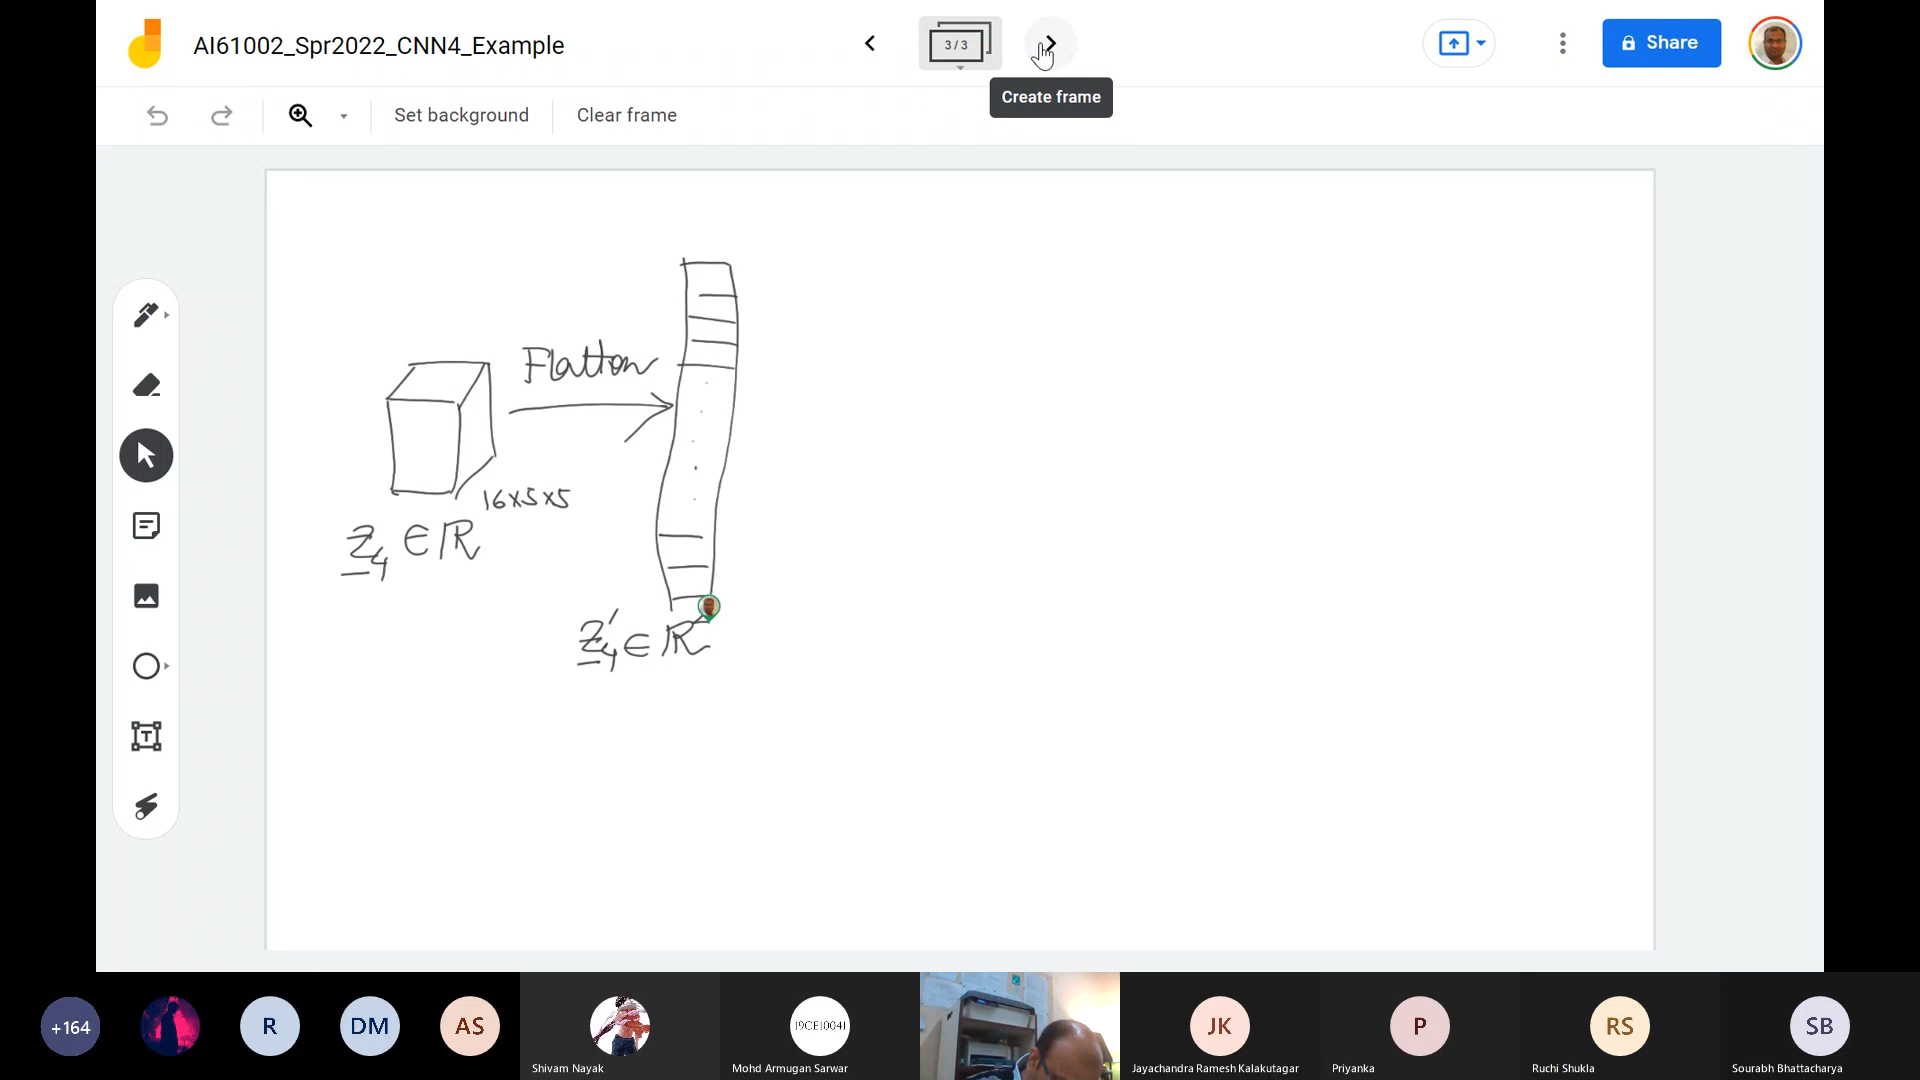 AI61002_Spr2022_CNN4_Example
3/3
Share
Create frame
Set background
Clear frame
Flatten
16x5x5
Z4 ∈ ℝ
Z'4 ∈ ℝ
+164
R
DM
AS
Shivam Nayak
19CE10041
Mohd Armugan Sarwar
JK
Jayachandra Ramesh Kalakutagar
P
Priyanka
RS
Ruchi Shukla
SB
Sourabh Bhattacharya